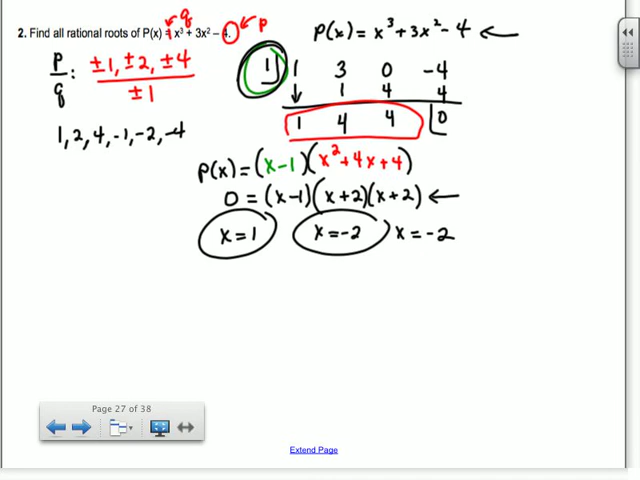 2. Find all rational roots of P(x) = x³ + 3x² – 4.
q
p
P(x) = x³ + 3x² - 4
p/q : ±1, ±2, ±4 / ±1
1, 2, 4, -1, -2, -4
1 1 3 0 -4
1 4 4
1 4 4 0
P(x) = (x-1)(x²+4x+4)
0 = (x-1)(x+2)(x+2)
x=1 x=-2 x=-2
Page 27 of 38
Extend Page